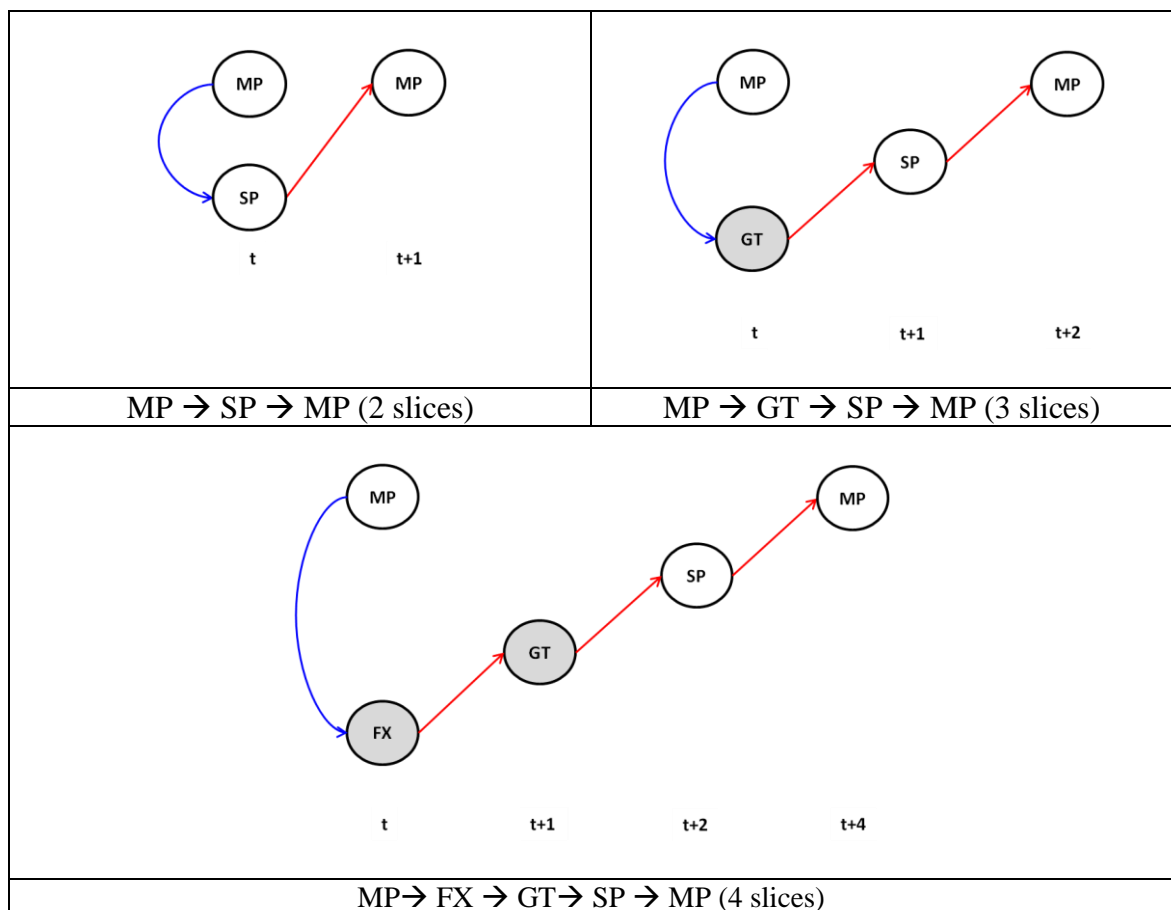 MP
MP
SP
t
t+1
MP → SP → MP (2 slices)
MP
MP
SP
GT
t
t+1
t+2
MP → GT → SP → MP (3 slices)
MP
MP
SP
GT
FX
t
t+1
t+2
t+4
MP→ FX → GT→ SP → MP (4 slices)